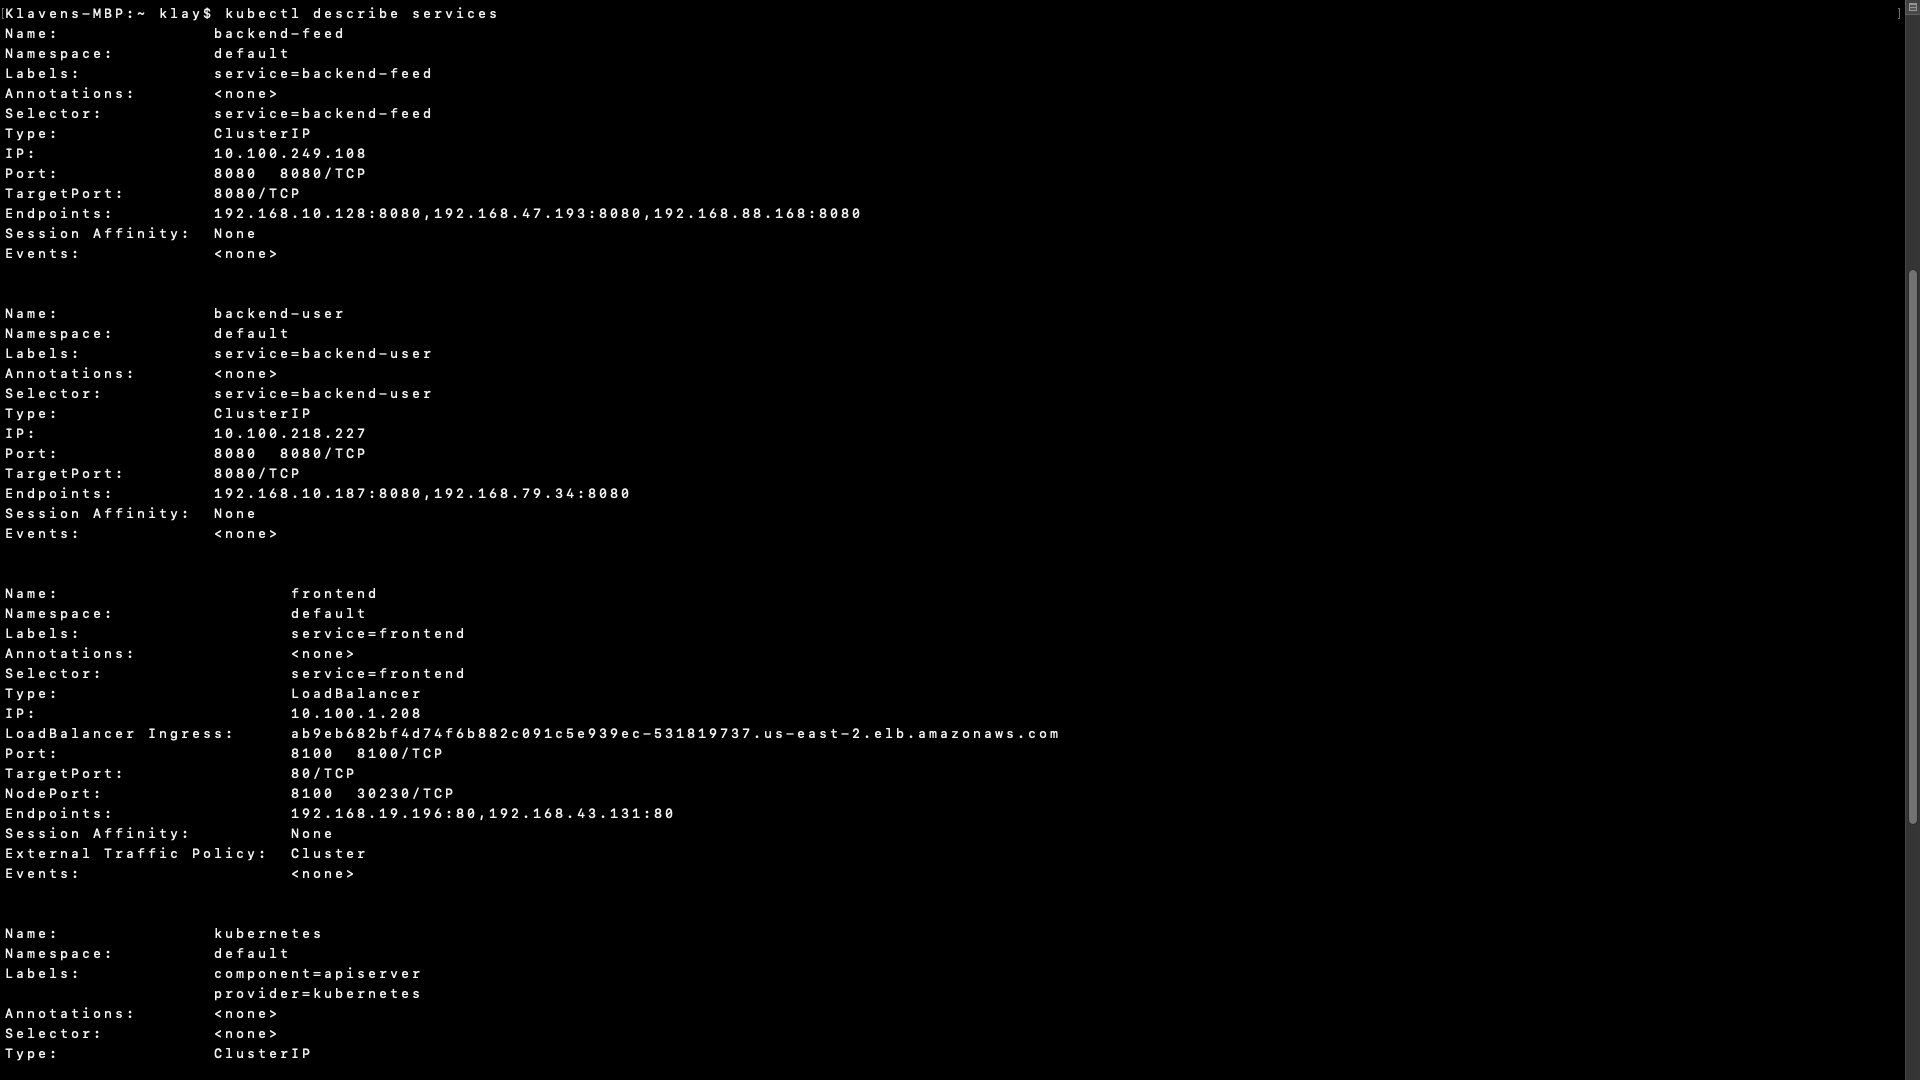 Klavens-MBP:~ klay$ kubectl describe services
Name: backend-feed
Namespace: default
Labels: service=backend-feed
Annotations: <none>
Selector: service=backend-feed
Type: ClusterIP
IP: 10.100.249.108
Port: 8080 8080/TCP
TargetPort: 8080/TCP
Endpoints: 192.168.10.128:8080,192.168.47.193:8080,192.168.88.168:8080
Session Affinity: None
Events: <none>
Name: backend-user
Namespace: default
Labels: service=backend-user
Annotations: <none>
Selector: service=backend-user
Type: ClusterIP
IP: 10.100.218.227
Port: 8080 8080/TCP
TargetPort: 8080/TCP
Endpoints: 192.168.10.187:8080,192.168.79.34:8080
Session Affinity: None
Events: <none>
Name: frontend
Namespace: default
Labels: service=frontend
Annotations: <none>
Selector: service=frontend
Type: LoadBalancer
IP: 10.100.1.208
LoadBalancer Ingress: ab9eb682bf4d74f6b882c091c5e939ec-531819737.us-east-2.elb.amazonaws.com
Port: 8100 8100/TCP
TargetPort: 80/TCP
NodePort: 8100 30230/TCP
Endpoints: 192.168.19.196:80,192.168.43.131:80
Session Affinity: None
External Traffic Policy: Cluster
Events: <none>
Name: kubernetes
Namespace: default
Labels: component=apiserver
provider=kubernetes
Annotations: <none>
Selector: <none>
Type: ClusterIP